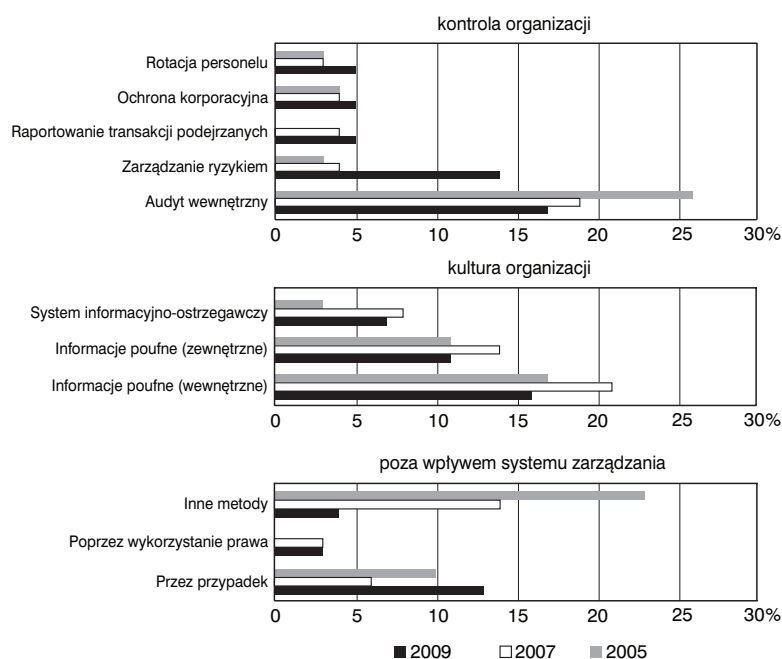 kontrola organizacji
Rotacja personelu
Ochrona korporacyjna
Raportowanie transakcji podejrzanych
Zarządzanie ryzykiem
Audyt wewnętrzny
0 5 10 15 20 25 30%
kultura organizacji
System informacyjno-ostrzegawczy
Informacje poufne (zewnętrzne)
Informacje poufne (wewnętrzne)
0 5 10 15 20 25 30%
poza wpływem systemu zarządzania
Inne metody
Poprzez wykorzystanie prawa
Przez przypadek
0 5 10 15 20 25 30%
2009 2007 2005